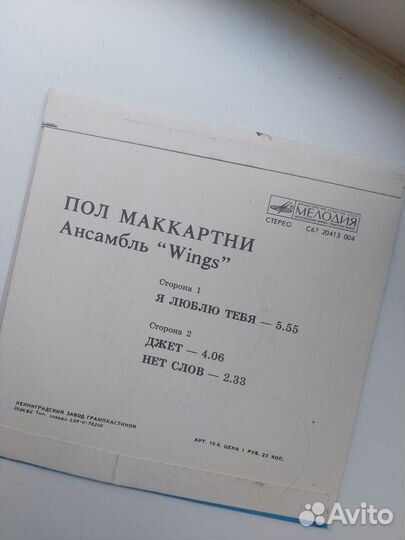 МЕЛОДИЯ
СТЕРЕО С62 20413 004
ПОЛ МАККАРТНИ
Ансамбль "Wings"
Сторона 1
Я ЛЮБЛЮ ТЕБЯ — 5.55
Сторона 2
ДЖЕТ — 4.06
НЕТ СЛОВ — 2.33
ЛЕНИНГРАДСКИЙ ЗАВОД ГРАМПЛАСТИНОК
АРТ. 10-4. ЦЕНА 1 РУБ. 20 КОП.
Avito